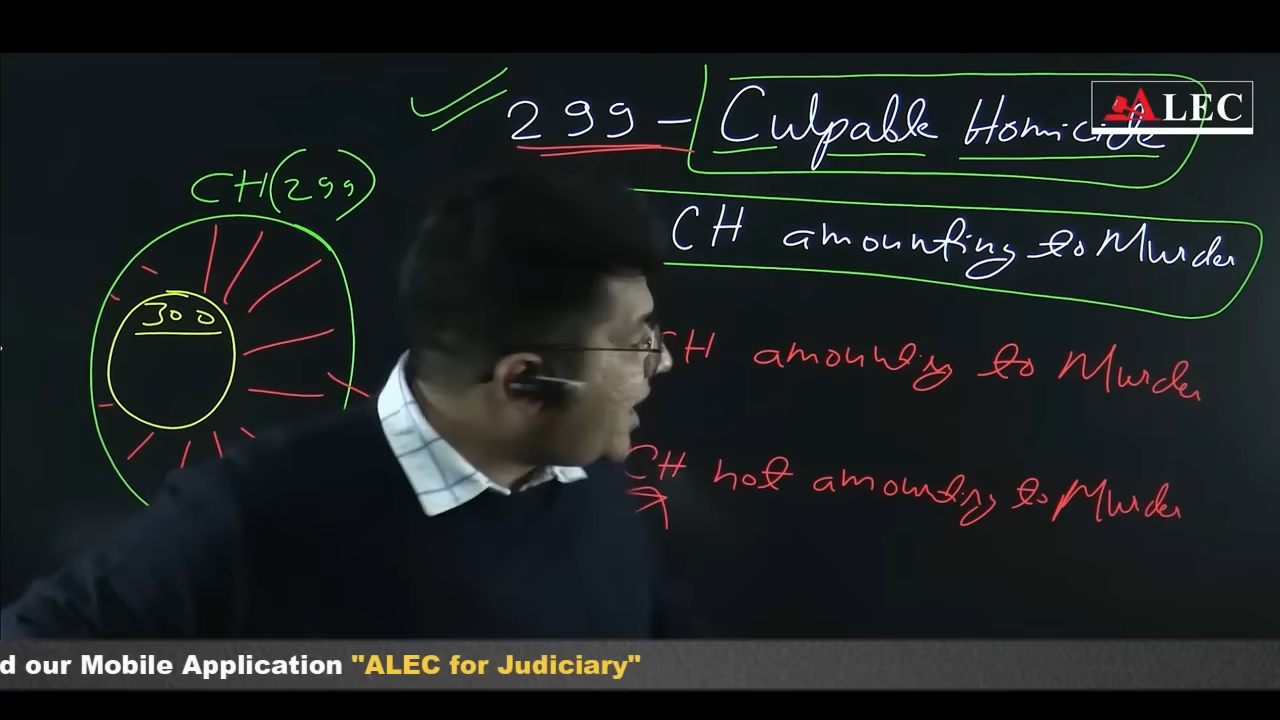 299 - Culpable Homicide
ALEC
CH(299)
CH amounting to Murder
300
CH amounting to Murder
CH not amounting to Murder
d our Mobile Application "ALEC for Judiciary"